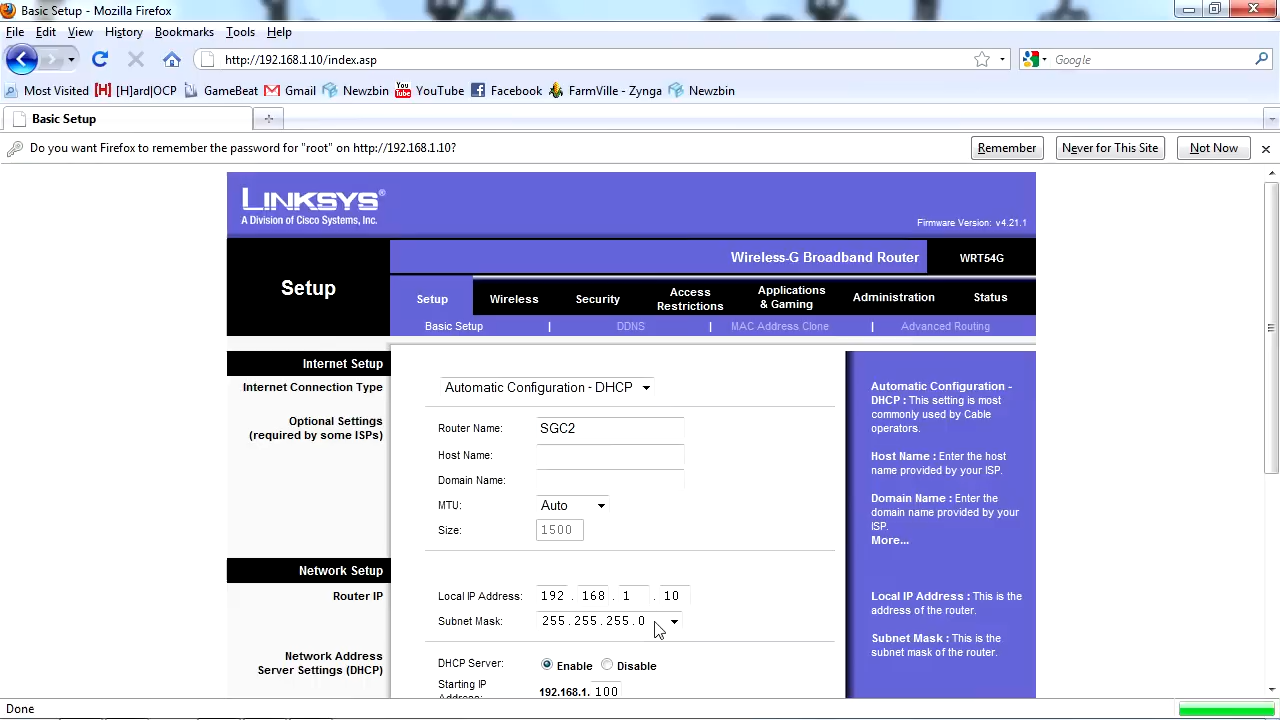 Basic Setup - Mozilla Firefox
File Edit View History Bookmarks Tools Help
http://192.168.1.10/index.asp
Google
Most Visited [H] [H]ard|OCP GameBeat Gmail Newzbin You Tube YouTube Facebook FarmVille - Zynga Newzbin
Basic Setup
Do you want Firefox to remember the password for "root" on http://192.168.1.10?
Remember Never for This Site Not Now
LINKSYS®
A Division of Cisco Systems, Inc.
Firmware Version: v4.21.1
Wireless-G Broadband Router WRT54G
Setup
Setup Wireless Security Access Restrictions Applications & Gaming Administration Status
Basic Setup | DDNS | MAC Address Clone | Advanced Routing
Internet Setup
Internet Connection Type
Automatic Configuration - DHCP
Optional Settings
(required by some ISPs)
Router Name: SGC2
Host Name:
Domain Name:
MTU: Auto
Size: 1500
Network Setup
Router IP
Local IP Address: 192 . 168 . 1 . 10
Subnet Mask: 255.255.255.0
Network Address
Server Settings (DHCP)
DHCP Server: Enable Disable
Starting IP
Address: 192.168.1. 100
Automatic Configuration -
DHCP : This setting is most
commonly used by Cable
operators.
Host Name : Enter the host
name provided by your ISP.
Domain Name : Enter the
domain name provided by your
ISP.
More...
Local IP Address : This is the
address of the router.
Subnet Mask : This is the
subnet mask of the router.
Done